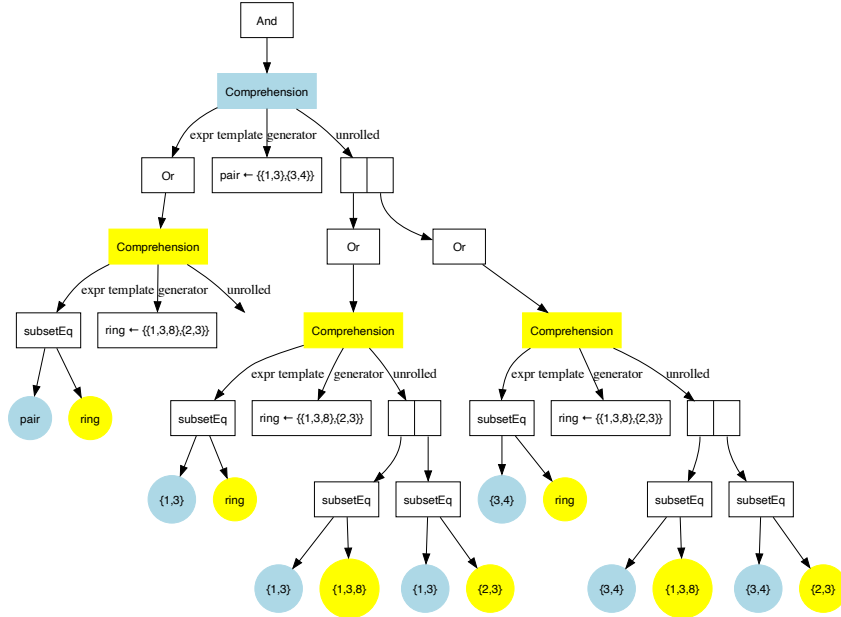 And
Comprehension
expr template
generator
unrolled
Or
pair ← {{1,3},{3,4}}
Comprehension
Or
Or
expr template
generator
unrolled
subsetEq
ring ← {{1,3,8},{2,3}}
Comprehension
Comprehension
expr template
generator
unrolled
expr template
generator
unrolled
pair
ring
subsetEq
ring ← {{1,3,8},{2,3}}
subsetEq
ring ← {{1,3,8},{2,3}}
{1,3}
ring
subsetEq
subsetEq
{3,4}
ring
subsetEq
subsetEq
{1,3}
{1,3,8}
{1,3}
{2,3}
{3,4}
{1,3,8}
{3,4}
{2,3}